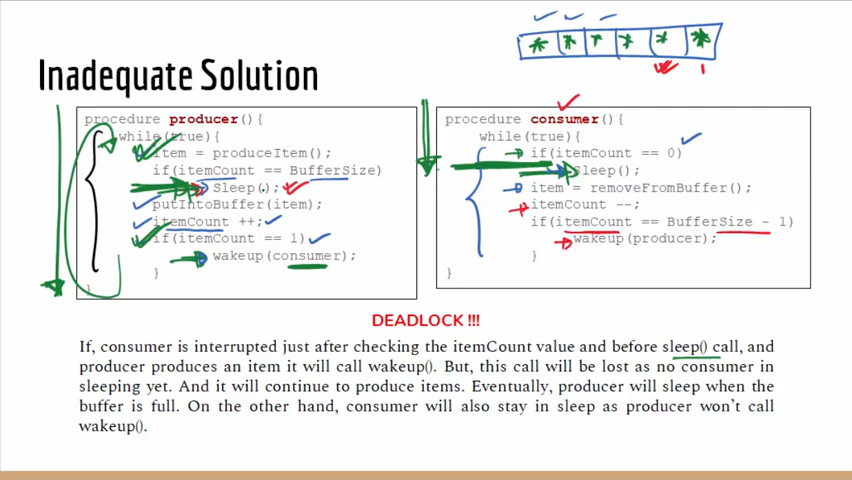 Inadequate Solution
procedure producer(){
while(true){
item = produceItem();
if(itemCount == BufferSize)
Sleep();
putIntoBuffer(item);
itemCount ++;
if(itemCount == 1)
wakeup(consumer);
}
}
procedure consumer(){
while(true){
if(itemCount == 0)
Sleep();
item = removeFromBuffer();
itemCount --;
if(itemCount == BufferSize - 1)
wakeup(producer);
}
}
DEADLOCK !!!
If, consumer is interrupted just after checking the itemCount value and before sleep() call, and
producer produces an item it will call wakeup(). But, this call will be lost as no consumer in
sleeping yet. And it will continue to produce items. Eventually, producer will sleep when the
buffer is full. On the other hand, consumer will also stay in sleep as producer won't call
wakeup().